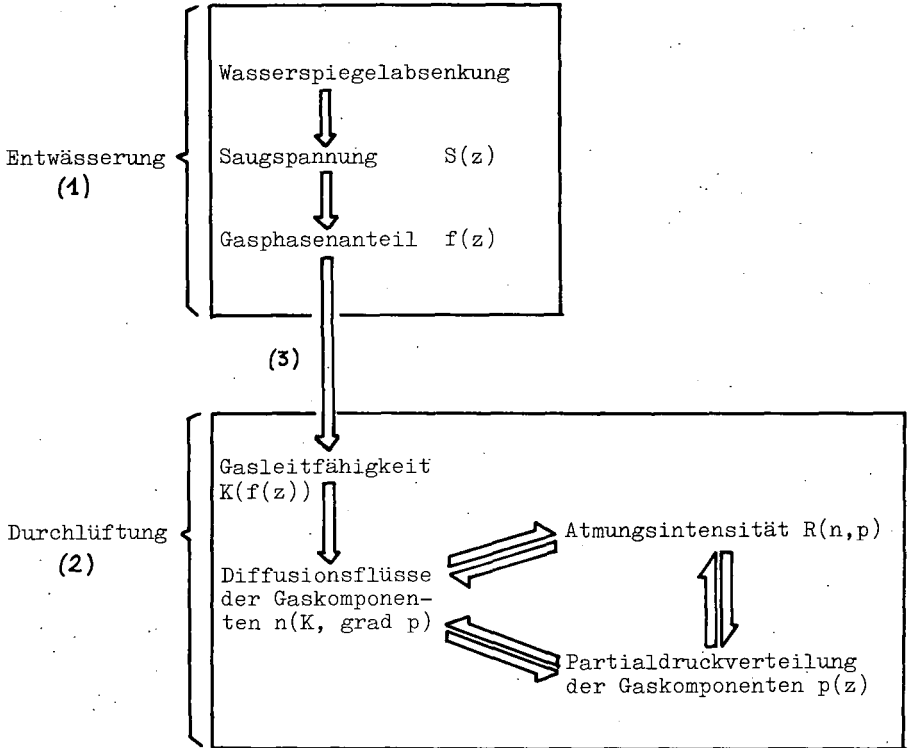 Wasserspiegelabsenkung
Entwässerung
(1)
Saugspannung S(z)
Gasphasenanteil f(z)
(3)
Gasleitfähigkeit
K(f(z))
Durchlüftung
(2)
Atmungsintensität R(n,p)
Diffusionsflüsse
der Gaskomponen-
ten n(K, grad p)
Partialdruckverteilung
der Gaskomponenten p(z)